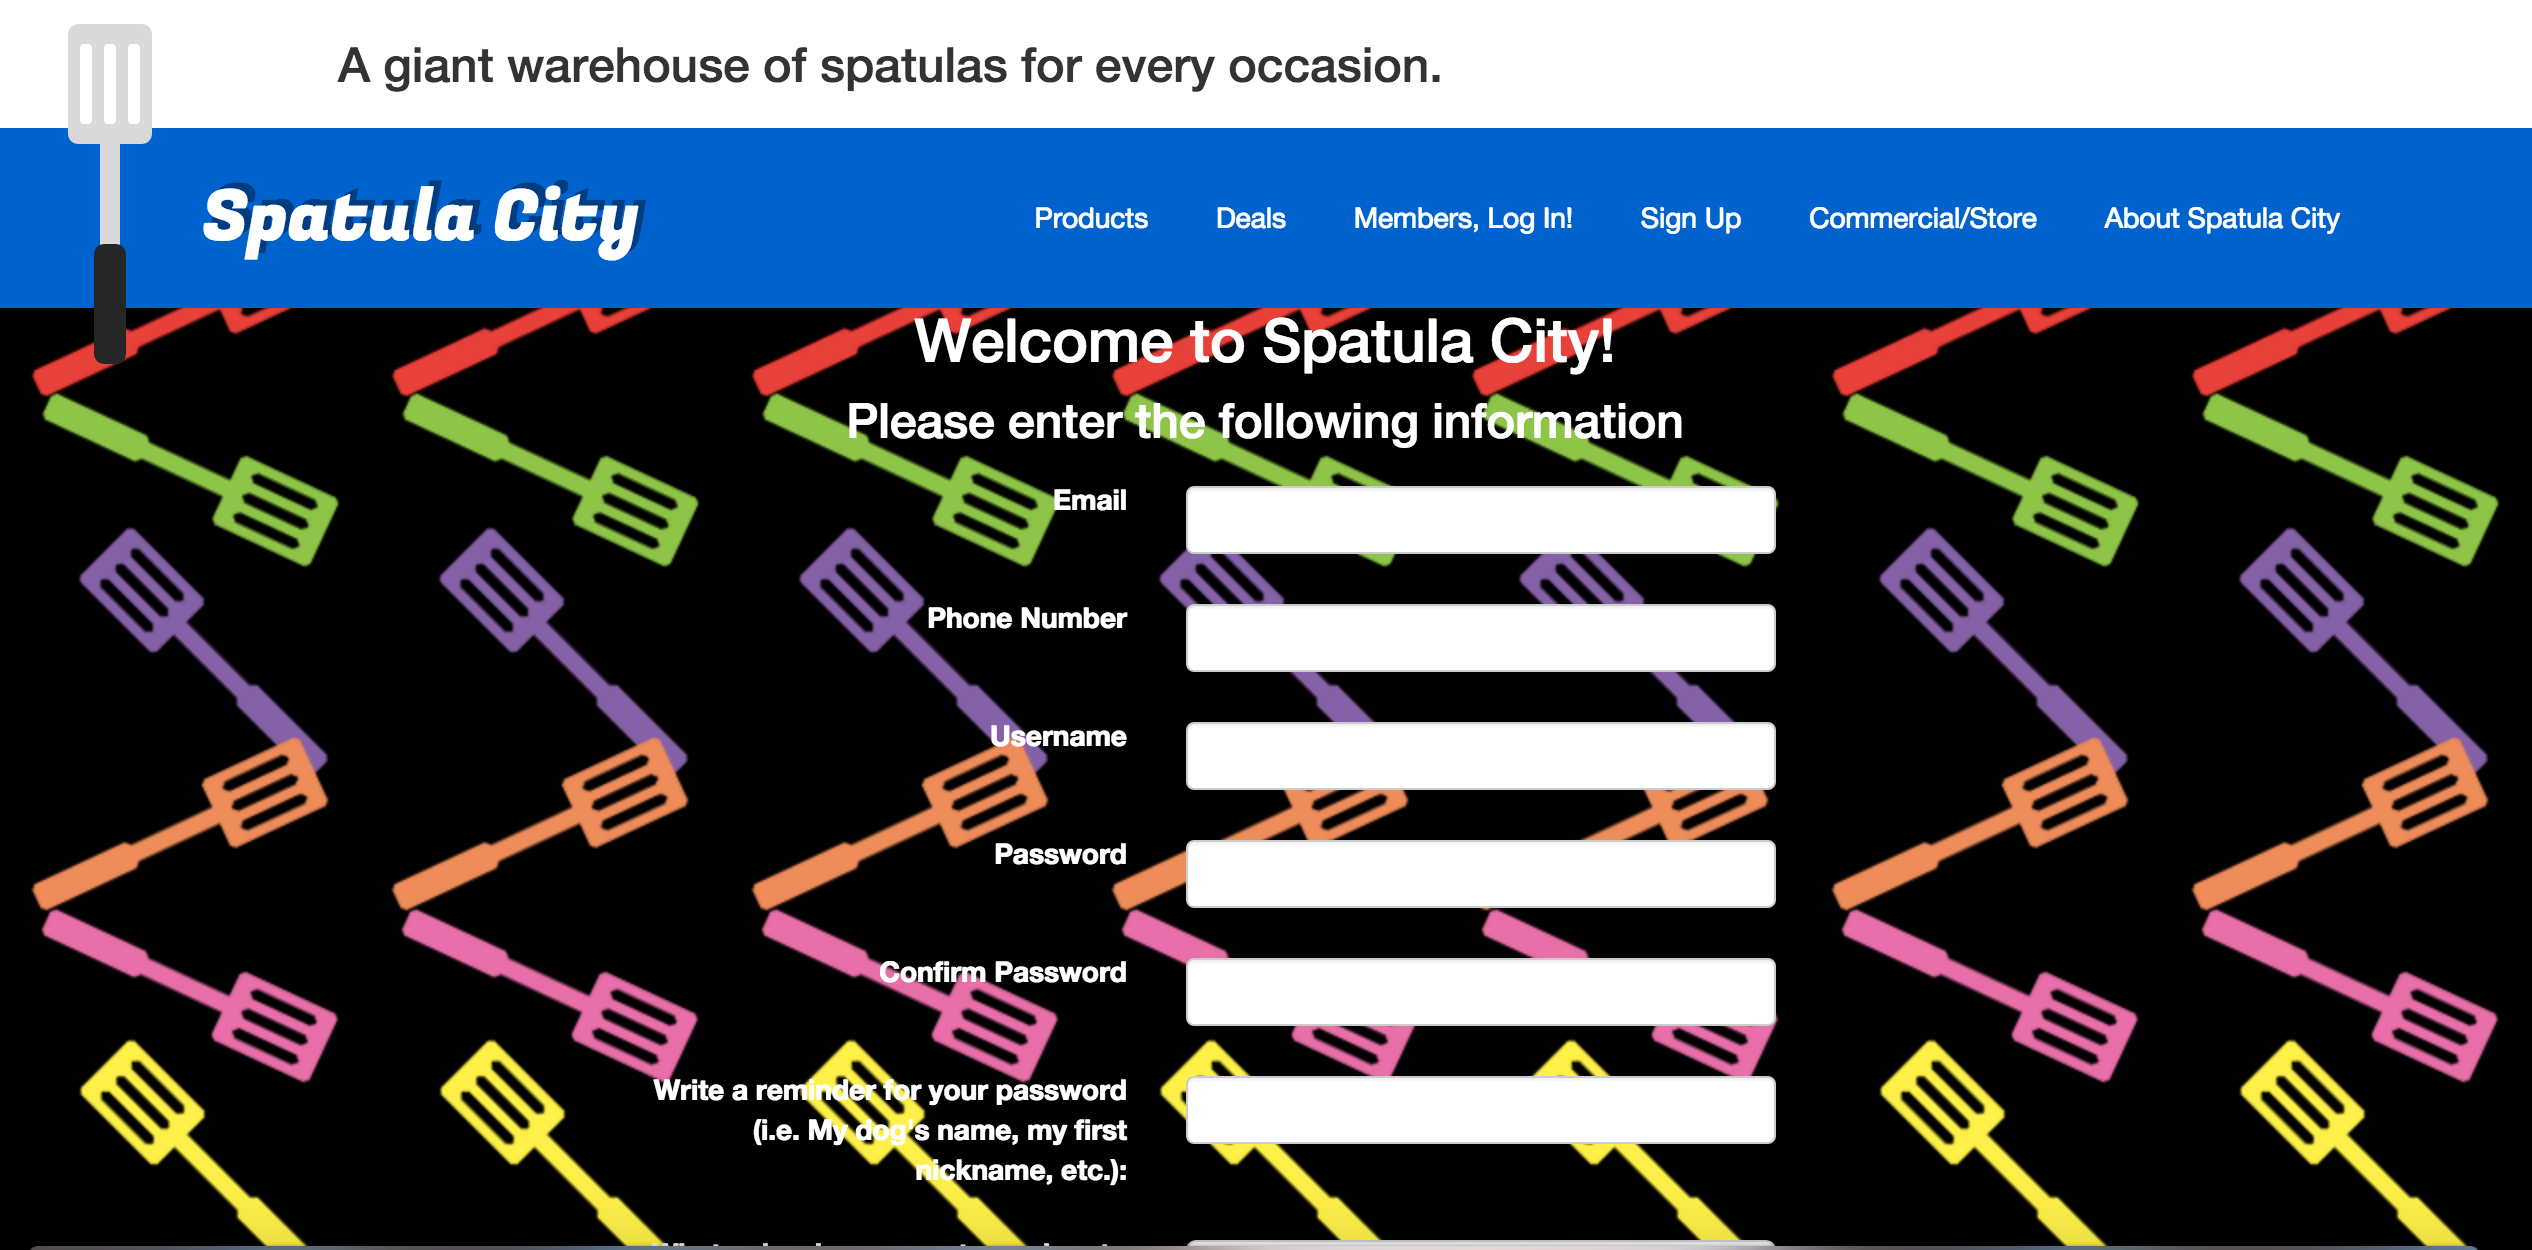 A giant warehouse of spatulas for every occasion.
Spatula City
Products Deals Members, Log In! Sign Up Commercial/Store About Spatula City
Welcome to Spatula City!
Please enter the following information
Email
Phone Number
Username
Password
Confirm Password
Write a reminder for your password
(i.e. My dog's name, my first
nickname, etc.):